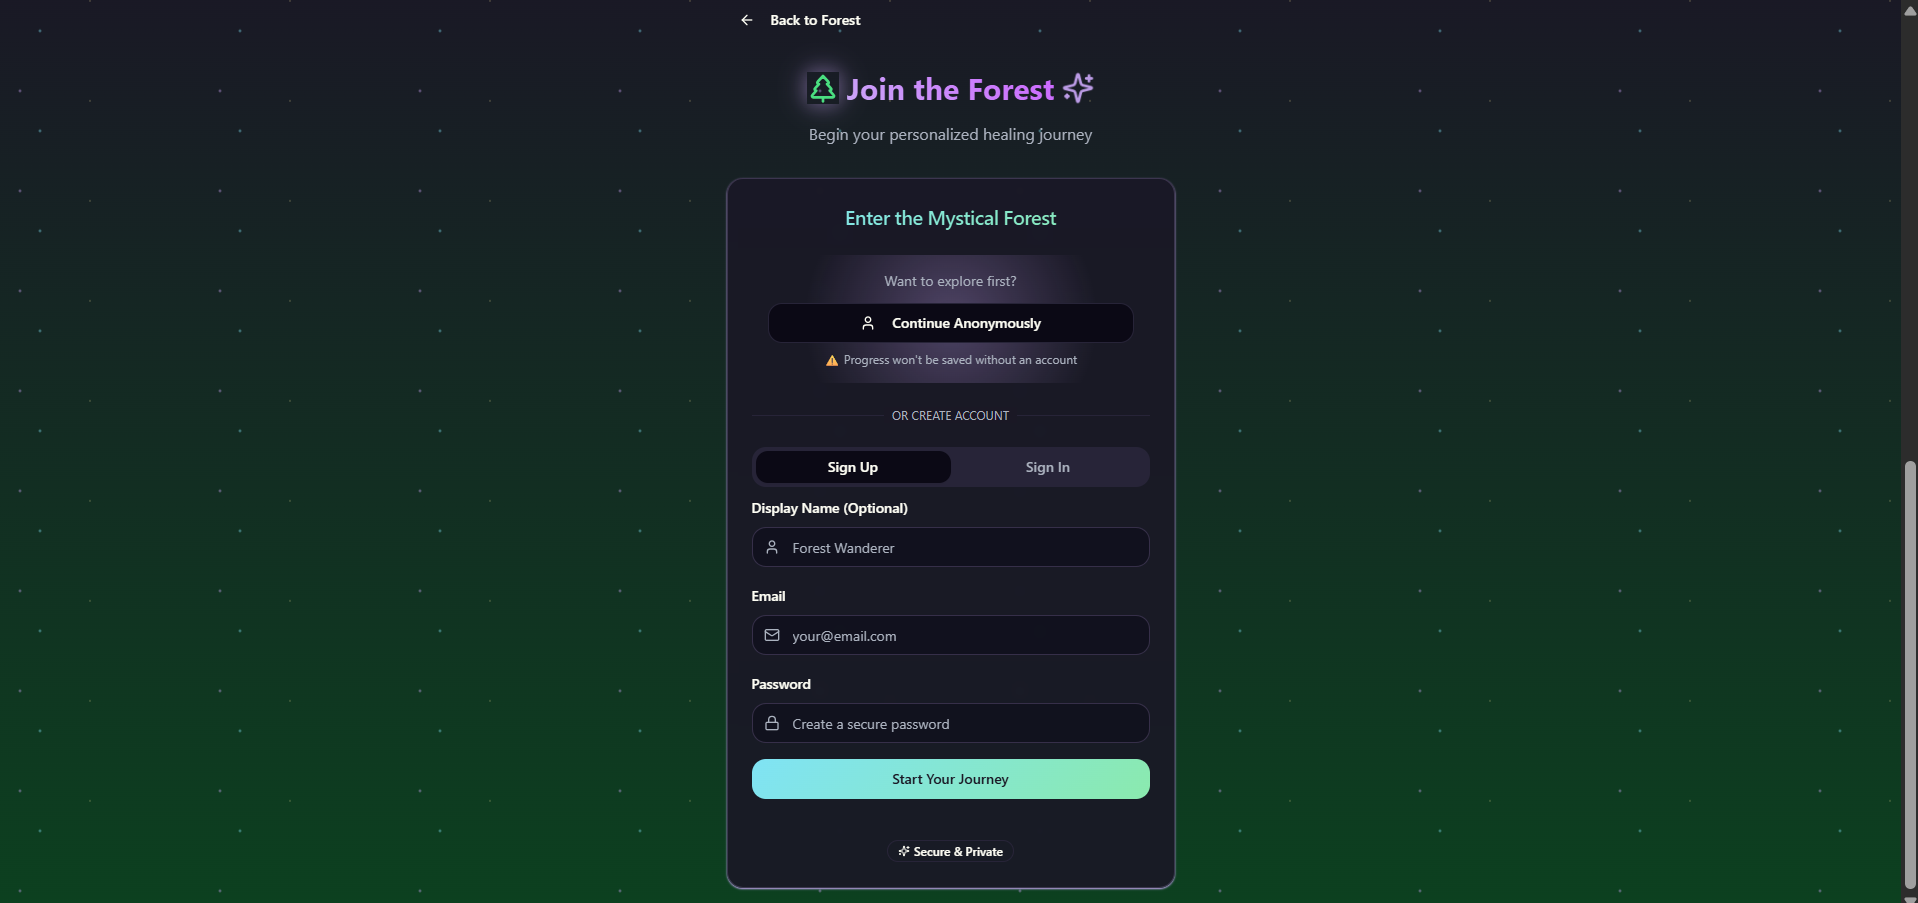 Back to Forest
Join the Forest
Begin your personalized healing journey
Enter the Mystical Forest
Want to explore first?
Continue Anonymously
Progress won't be saved without an account
OR CREATE ACCOUNT
Sign Up
Sign In
Display Name (Optional)
Forest Wanderer
Email
your@email.com
Password
Create a secure password
Start Your Journey
Secure & Private